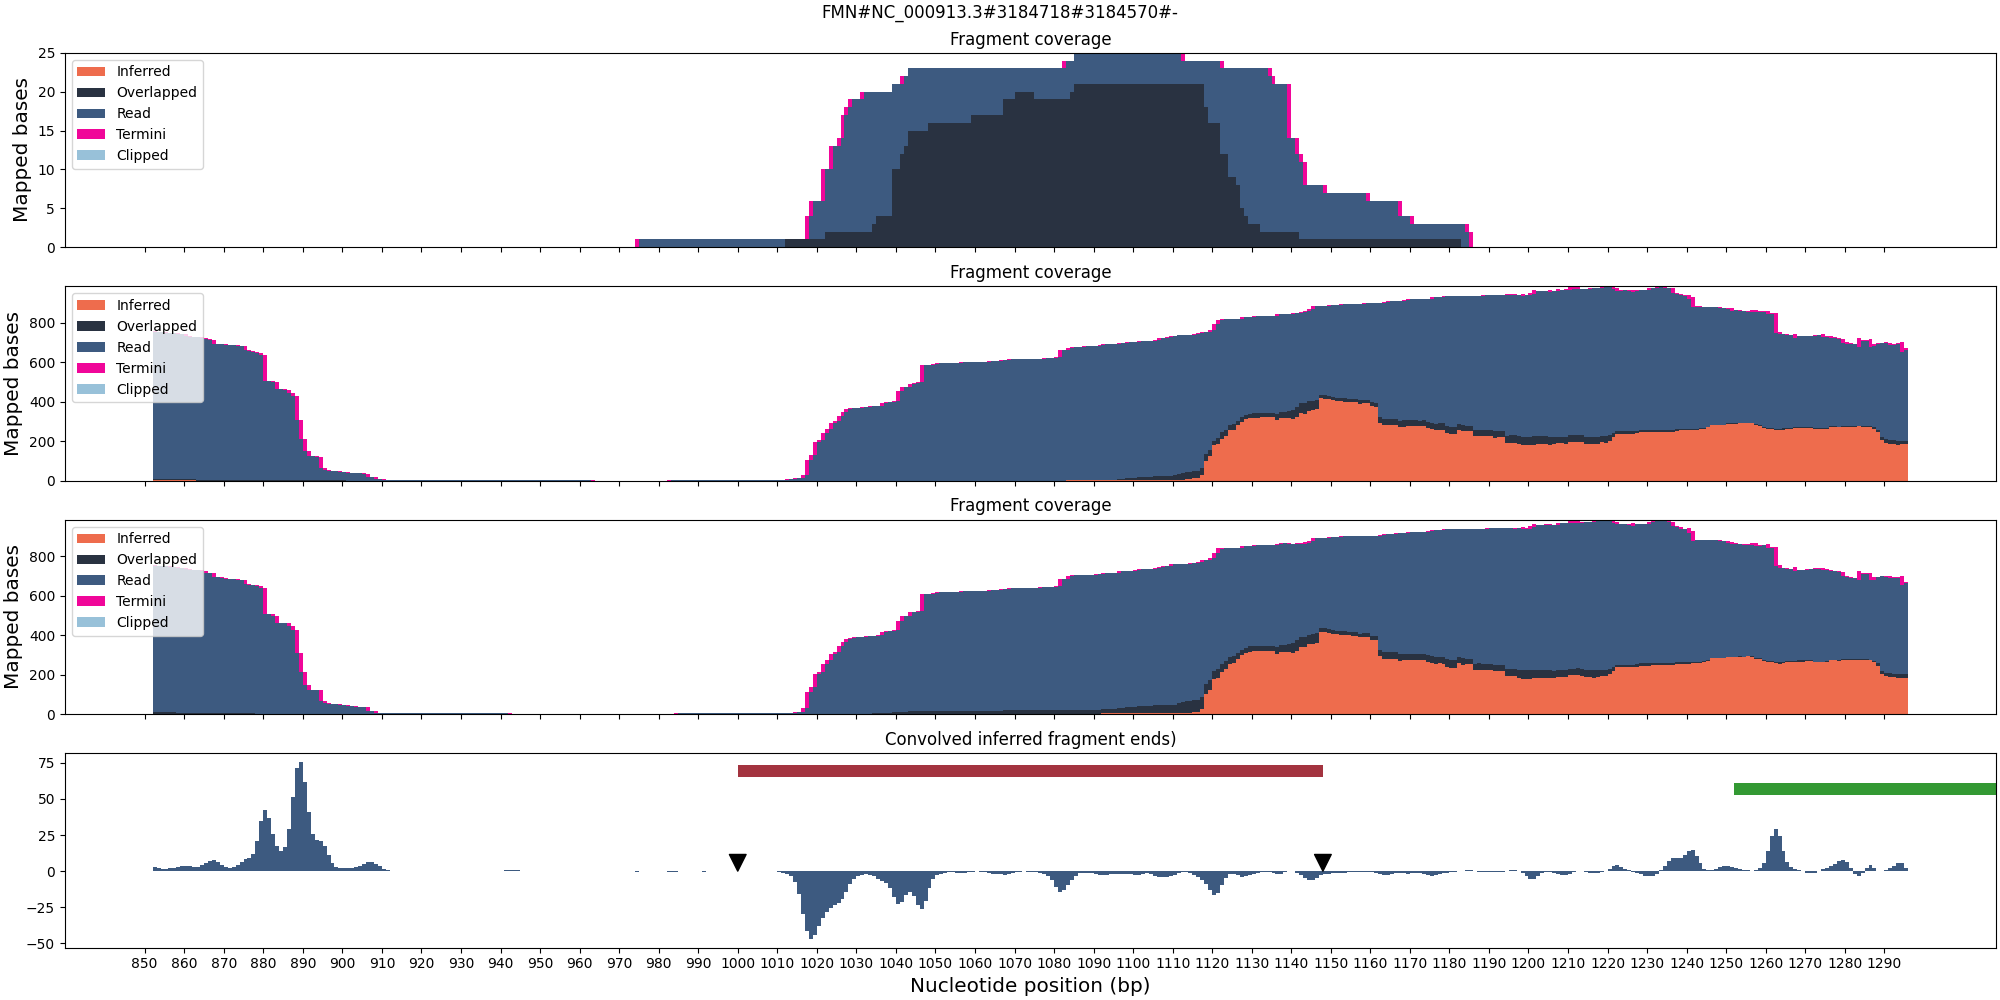 FMN#NC_000913.3#3184718#3184570#-
Fragment coverage
Mapped bases
25
20
15
10
5
0
Inferred
Overlapped
Read
Termini
Clipped
Fragment coverage
Mapped bases
800
600
400
200
0
Inferred
Overlapped
Read
Termini
Clipped
Fragment coverage
Mapped bases
800
600
400
200
0
Inferred
Overlapped
Read
Termini
Clipped
Convolved inferred fragment ends)
75
50
25
0
−25
−50
850 860 870 880 890 900 910 920 930 940 950 960 970 980 990 1000 1010 1020 1030 1040 1050 1060 1070 1080 1090 1100 1110 1120 1130 1140 1150 1160 1170 1180 1190 1200 1210 1220 1230 1240 1250 1260 1270 1280 1290
Nucleotide position (bp)